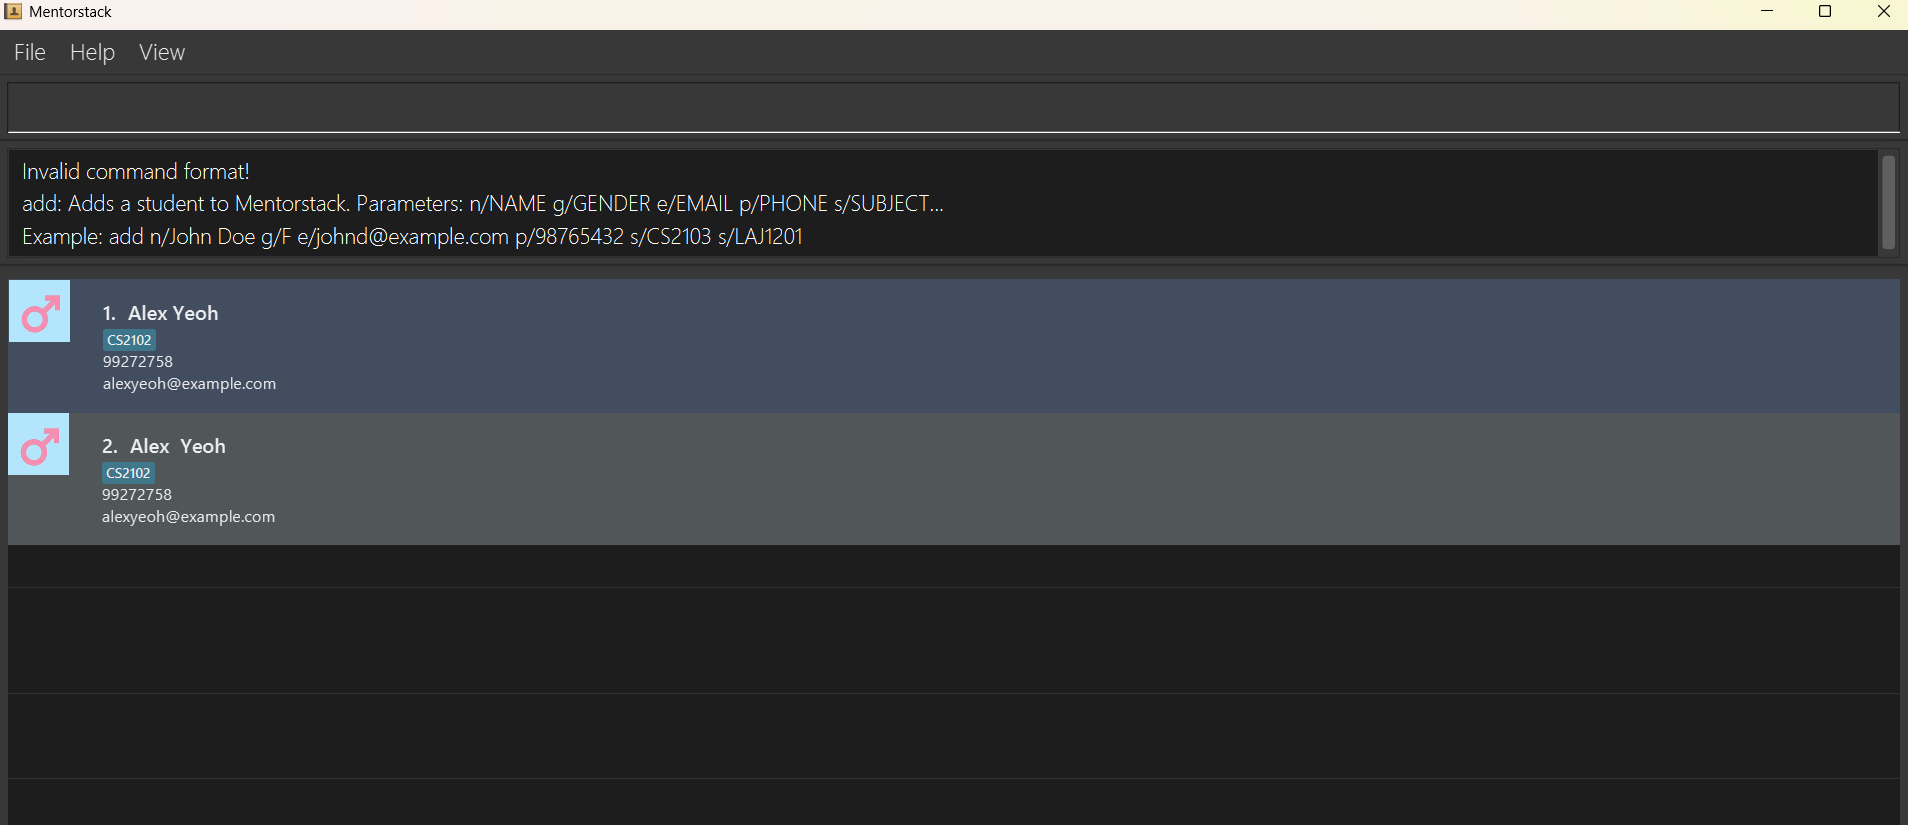 Mentorstack
File Help View
Invalid command format!
add: Adds a student to Mentorstack. Parameters: n/NAME g/GENDER e/EMAIL p/PHONE s/SUBJECT...
Example: add n/John Doe g/F e/johnd@example.com p/98765432 s/CS2103 s/LAJ1201
1. Alex Yeoh
CS2102
99272758
alexyeoh@example.com
2. Alex  Yeoh
CS2102
99272758
alexyeoh@example.com